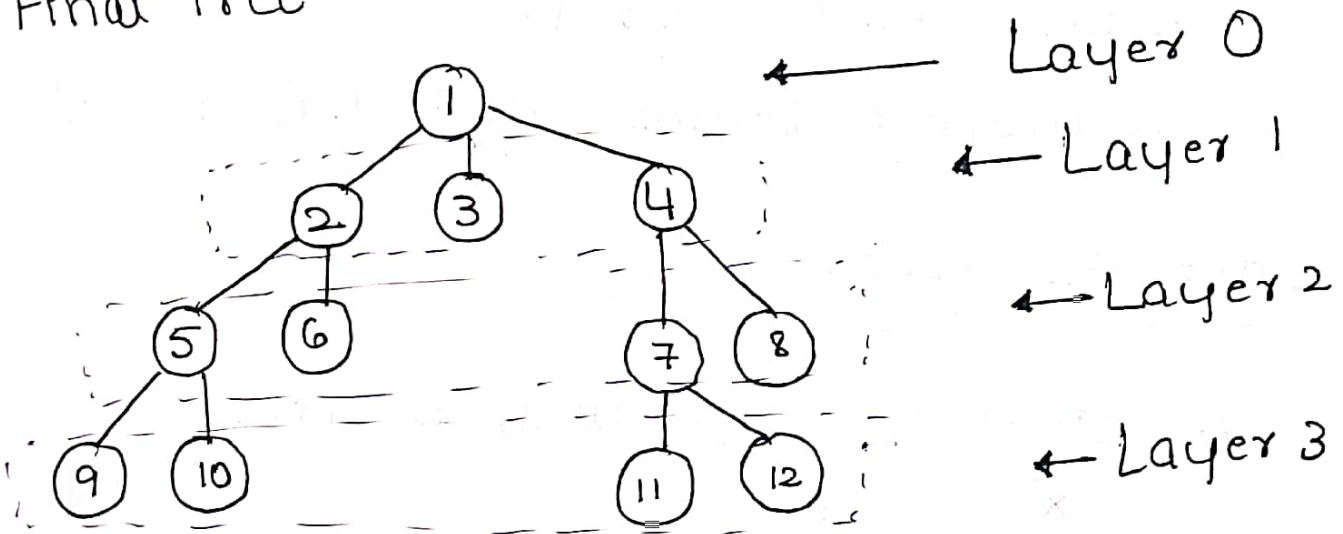 Final Tree
1
Layer 0
2 3 4
Layer 1
5 6 7 8
Layer 2
9 10 11 12
Layer 3